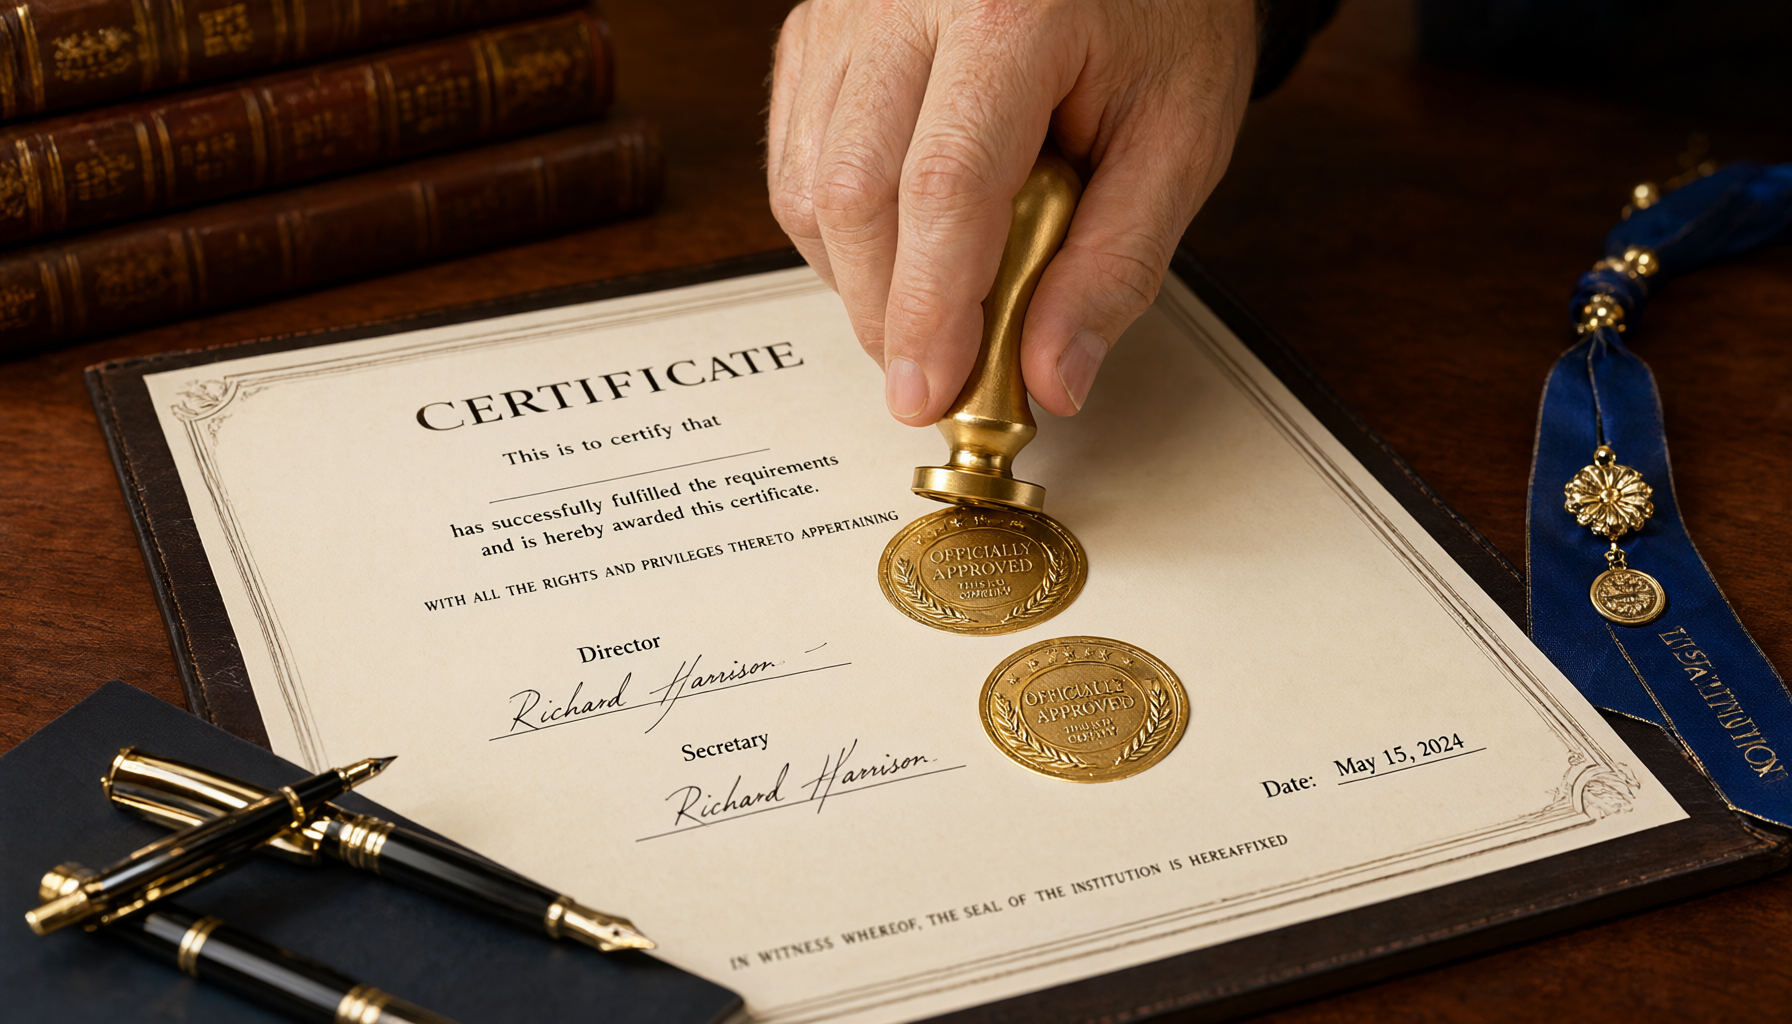 CERTIFICATE
This is to certify that
has successfully fulfilled the requirements
and is hereby awarded this certificate.
WITH ALL THE RIGHTS AND PRIVILEGES THERETO APPERTAINING
OFFICIALLY
APPROVED
Director
Richard Harrison
OFFICIALLY
APPROVED
Secretary
Richard Harrison
Date: May 15, 2024
IN WITNESS WHEREOF, THE SEAL OF THE INSTITUTION IS HEREAFFIXED